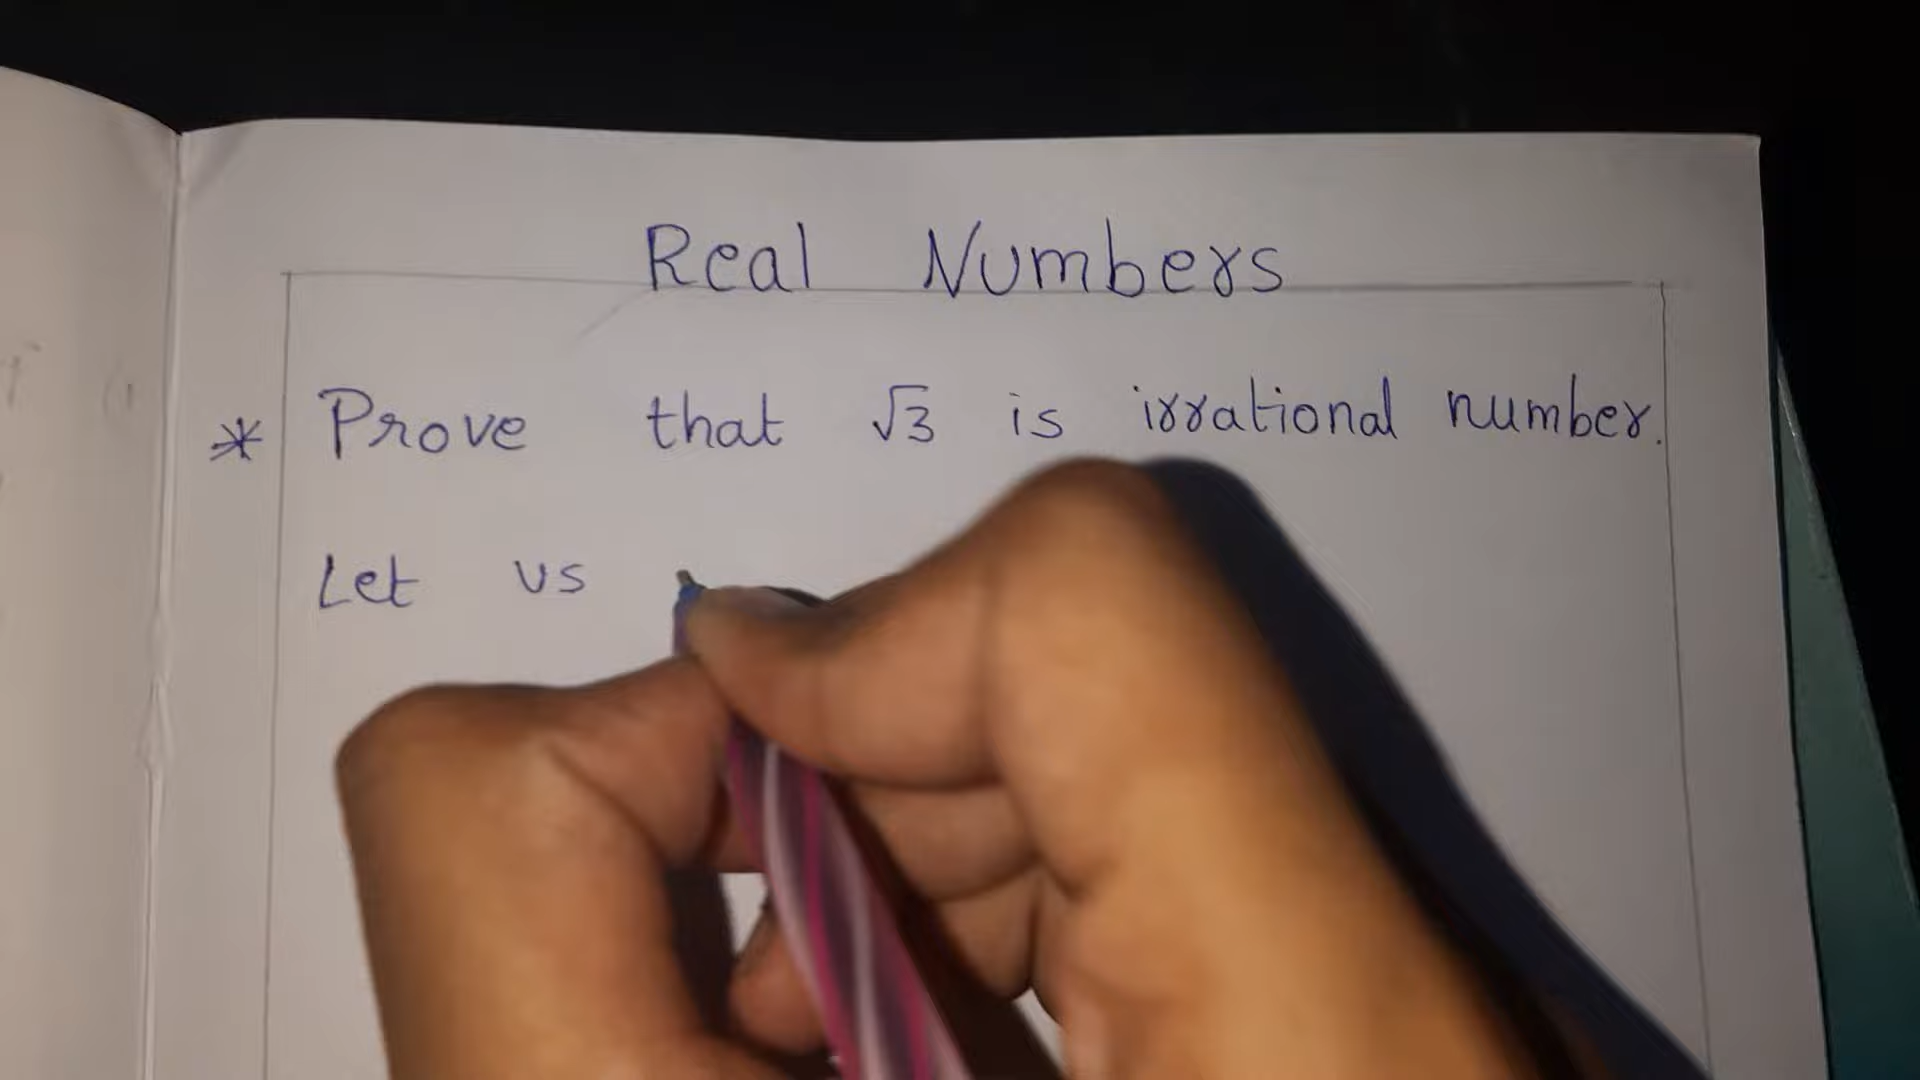 Real Numbers
* Prove that √3 is irrational number.
Let us